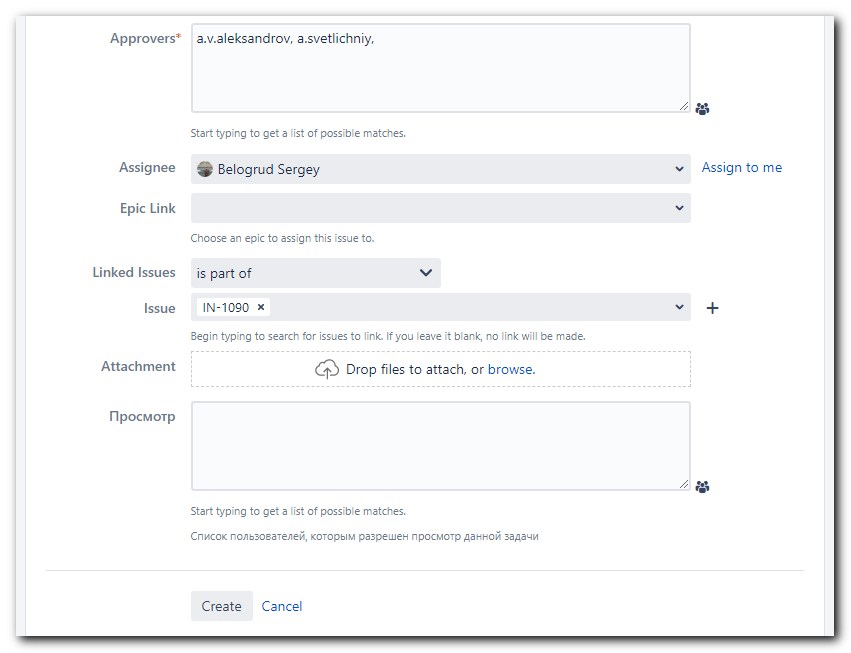 Approvers* a.v.aleksandrov, a.svetlichniy,
Start typing to get a list of possible matches.
Assignee Belogrud Sergey Assign to me
Epic Link
Choose an epic to assign this issue to.
Linked Issues is part of
Issue IN-1090 × +
Begin typing to search for issues to link. If you leave it blank, no link will be made.
Attachment Drop files to attach, or browse.
Просмотр
Start typing to get a list of possible matches.
Список пользователей, которым разрешен просмотр данной задачи
Create Cancel